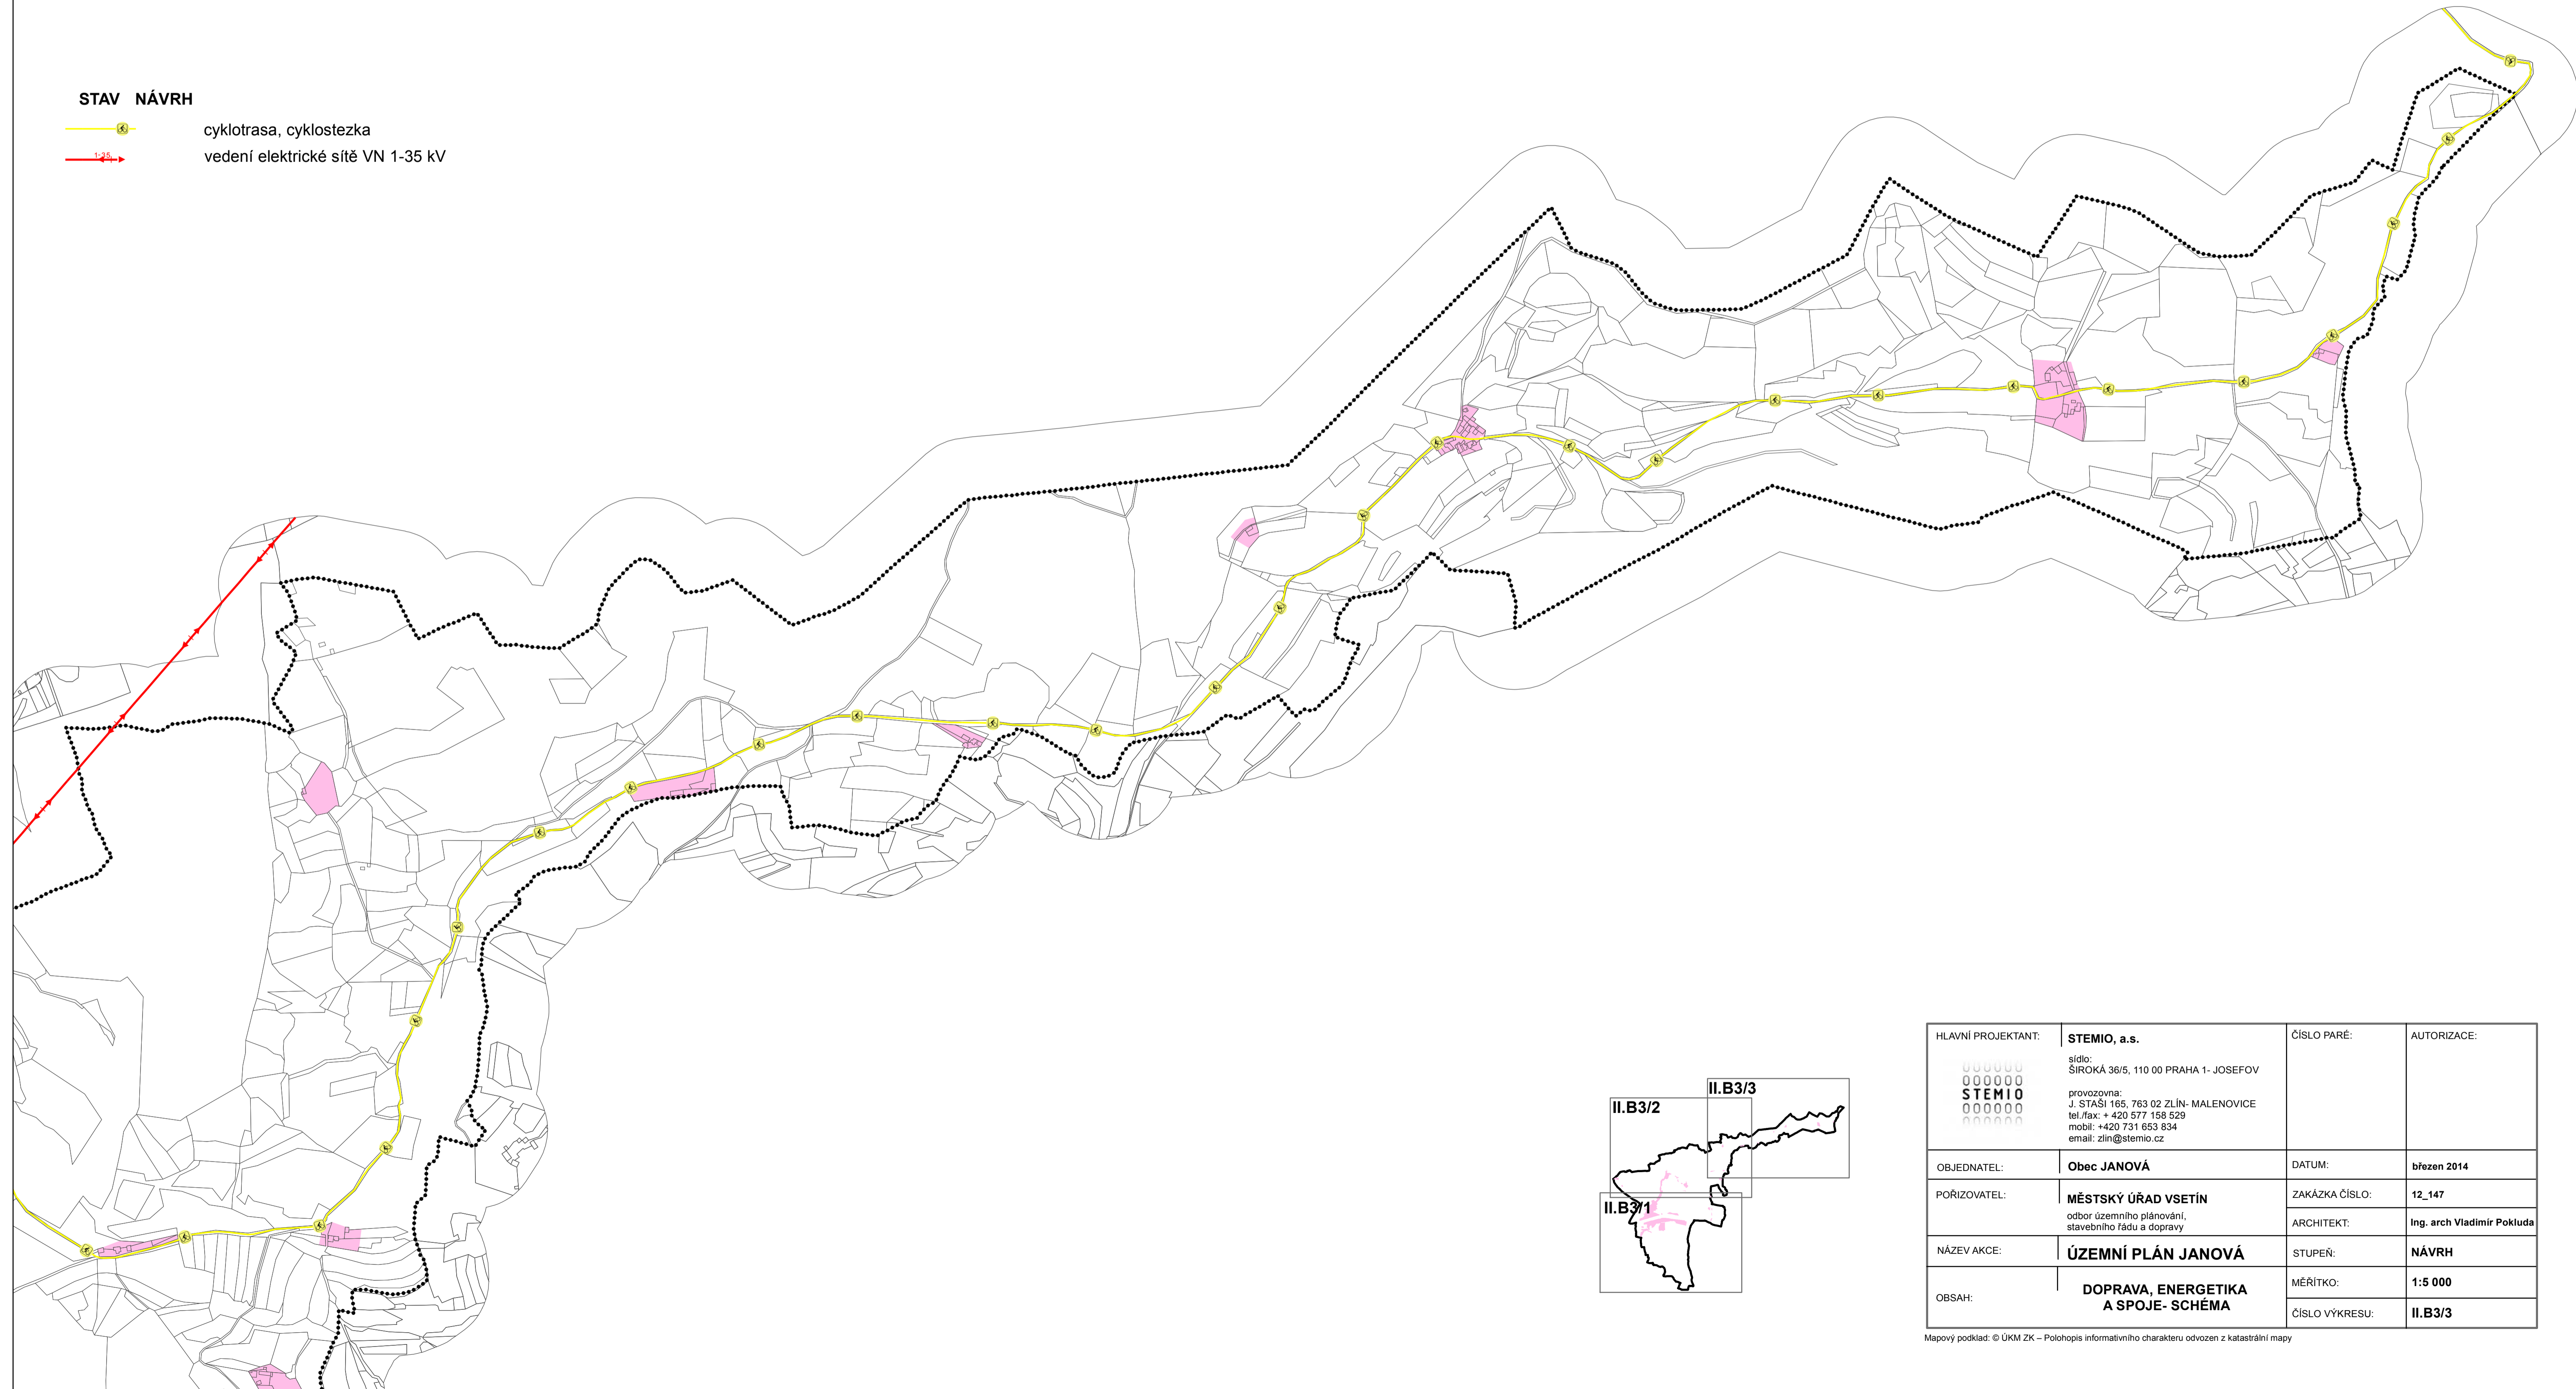 STAV NÁVRH
cyklotrasa, cyklostezka
1-35
vedení elektrické sítě VN 1-35 kV
II.B3/3
II.B3/2
II.B3/1
HLAVNÍ PROJEKTANT:
STEMIO
STEMIO, a.s.
sídlo:
ŠIROKÁ 36/5, 110 00 PRAHA 1- JOSEFOV
provozovna:
J. STAŠI 165, 763 02 ZLÍN- MALENOVICE
tel./fax: + 420 577 158 529
mobil: +420 731 653 834
email: zlin@stemio.cz
ČÍSLO PARÉ:
AUTORIZACE:
OBJEDNATEL:
Obec JANOVÁ
DATUM:
březen 2014
POŘIZOVATEL:
MĚSTSKÝ ÚŘAD VSETÍN
odbor územního plánování,
stavebního řádu a dopravy
ZAKÁZKA ČÍSLO:
12_147
ARCHITEKT:
Ing. arch Vladimír Pokluda
NÁZEV AKCE:
ÚZEMNÍ PLÁN JANOVÁ
STUPEŇ:
NÁVRH
OBSAH:
DOPRAVA, ENERGETIKA
A SPOJE- SCHÉMA
MĚŘÍTKO:
1:5 000
ČÍSLO VÝKRESU:
II.B3/3
Mapový podklad: © ÚKM ZK – Polohopis informativního charakteru odvozen z katastrální mapy